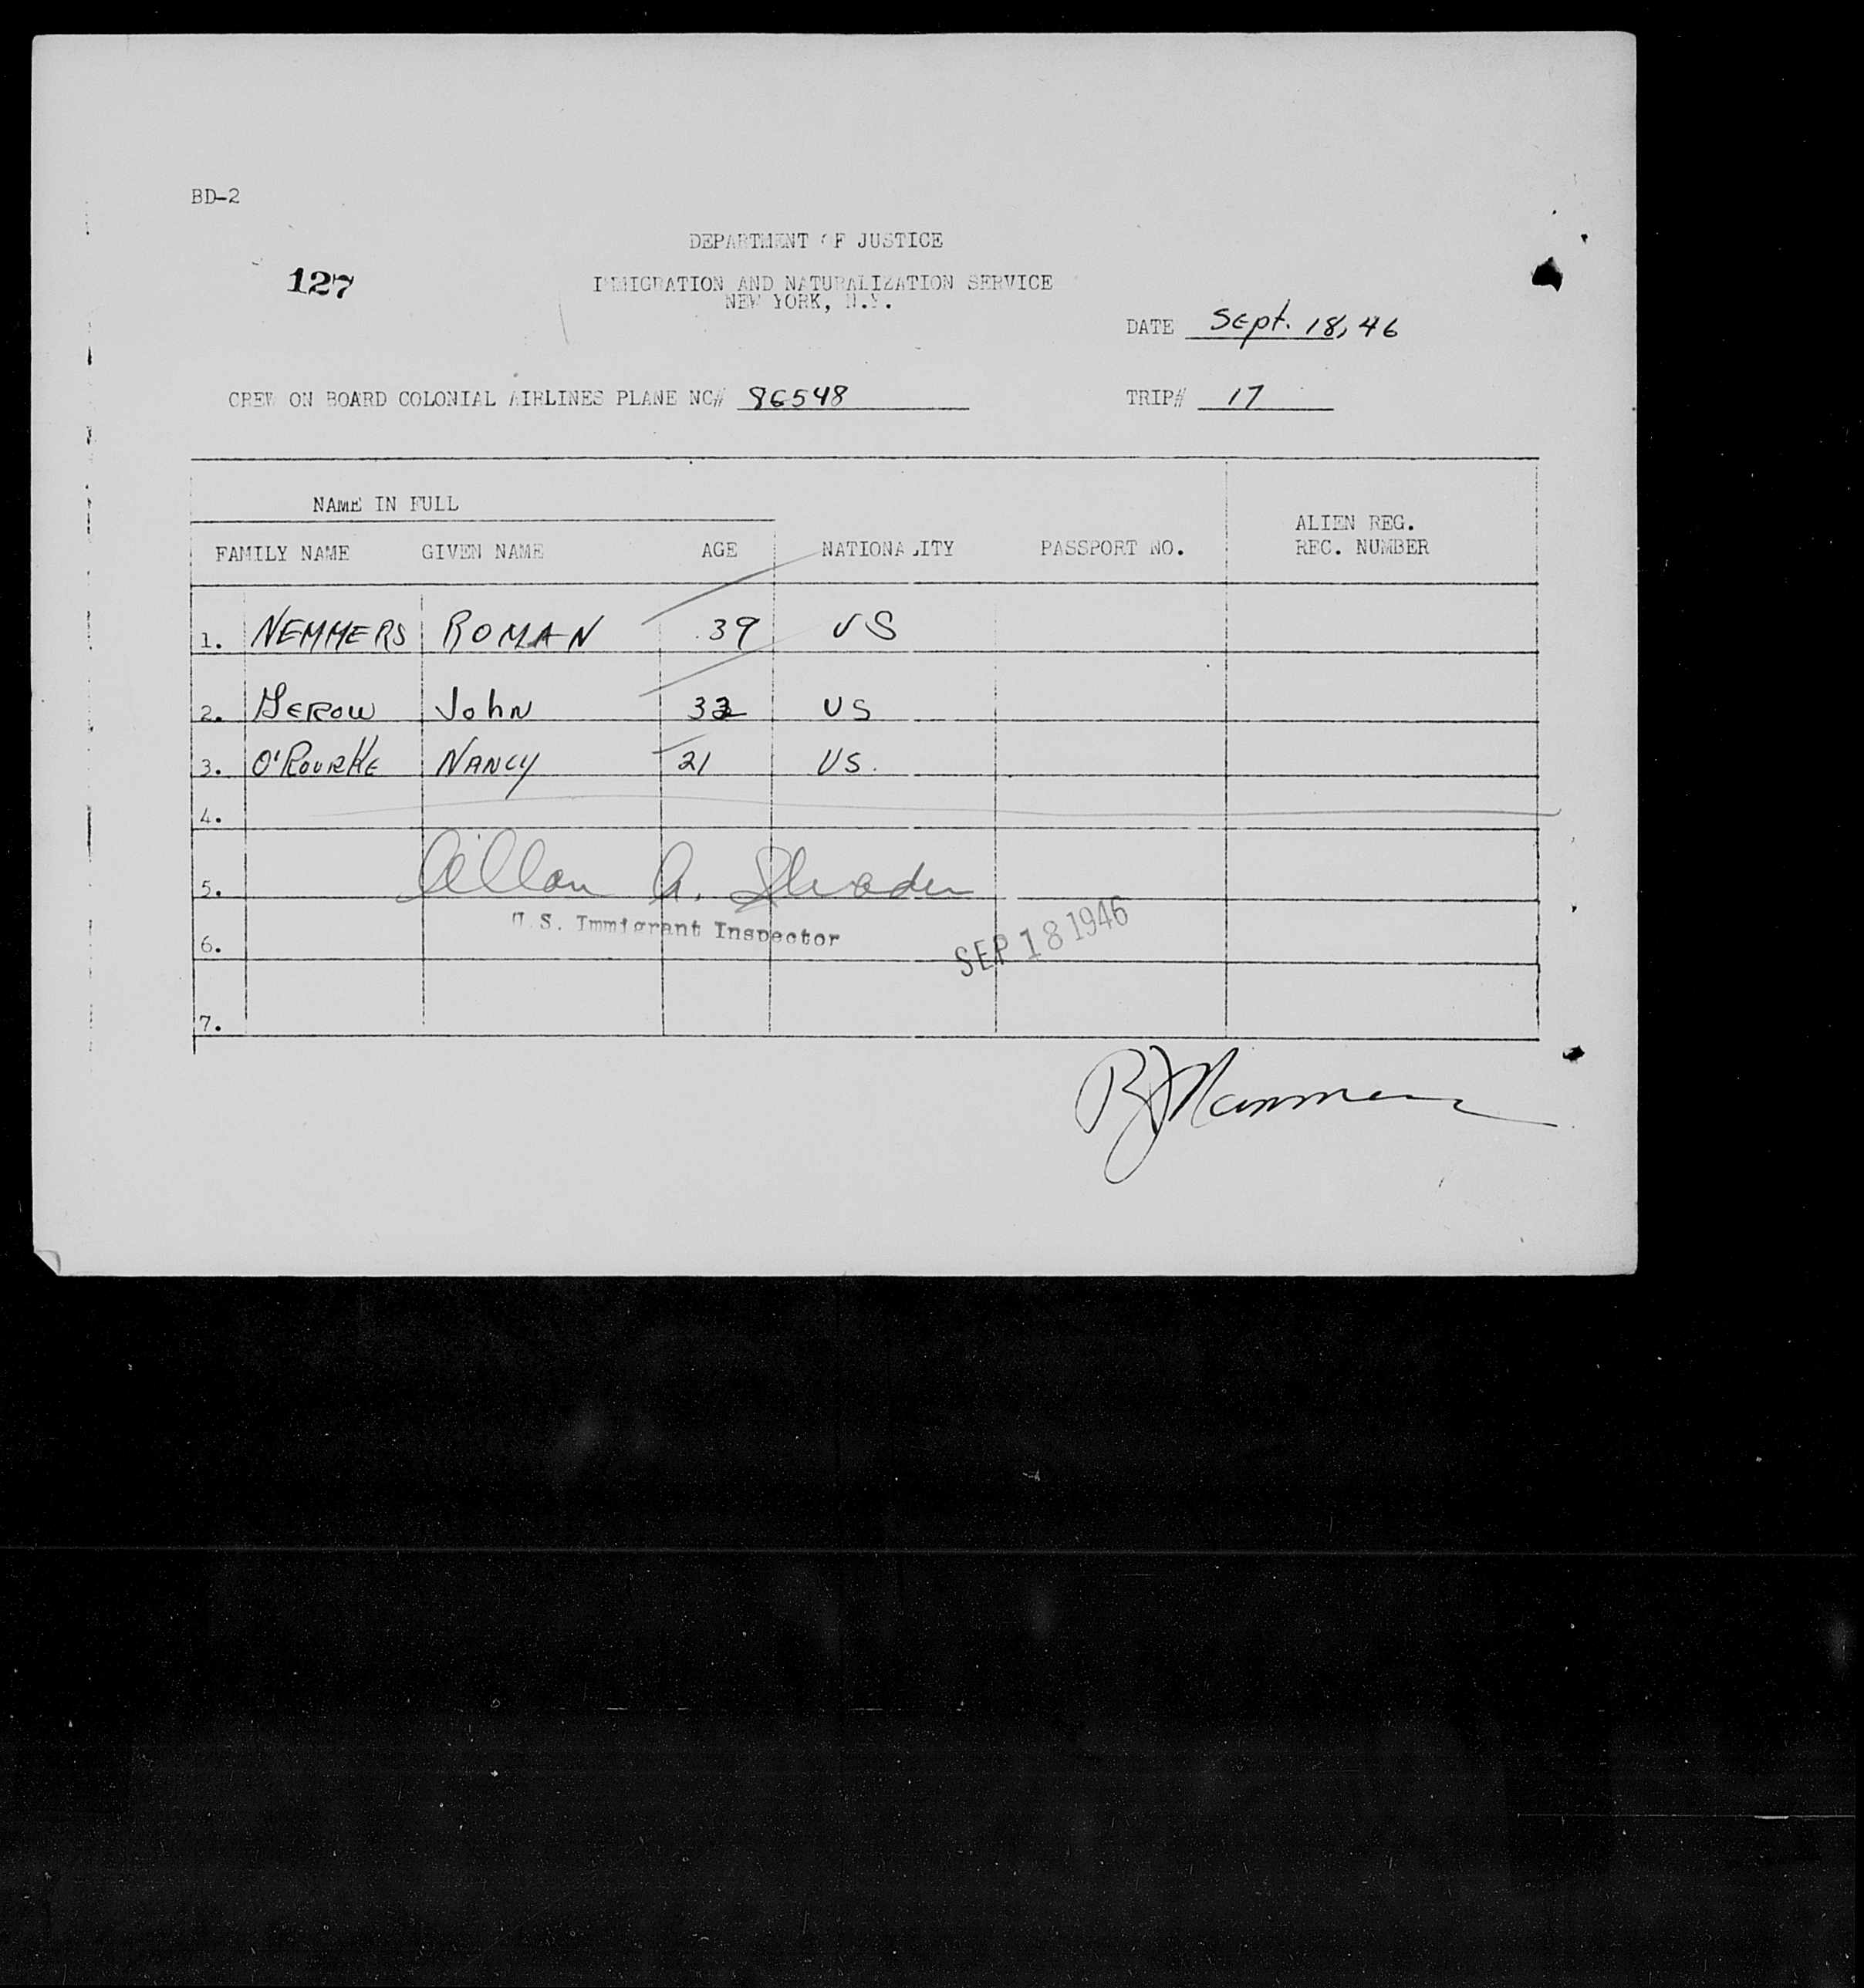 BD-2
DEPARTMENT OF JUSTICE
127
IMMIGRATION AND NATURALIZATION SERVICE
NEW YORK, N.Y.
DATE Sept. 18, 46
CREW ON BOARD COLONIAL AIRLINES PLANE NC# 86548 TRIP# 17
NAME IN FULL
FAMILY NAME GIVEN NAME AGE NATIONALITY PASSPORT NO. ALIEN REG. REC. NUMBER
1. NEMMERS ROMAN 39 US
2. GEROW John 32 US
3. O'ROURKE NANCY 21 US.
4.
5. Allan A.
U.S. Immigrant Inspector
6. SEP 18 1946
7.
RJ Nemmers